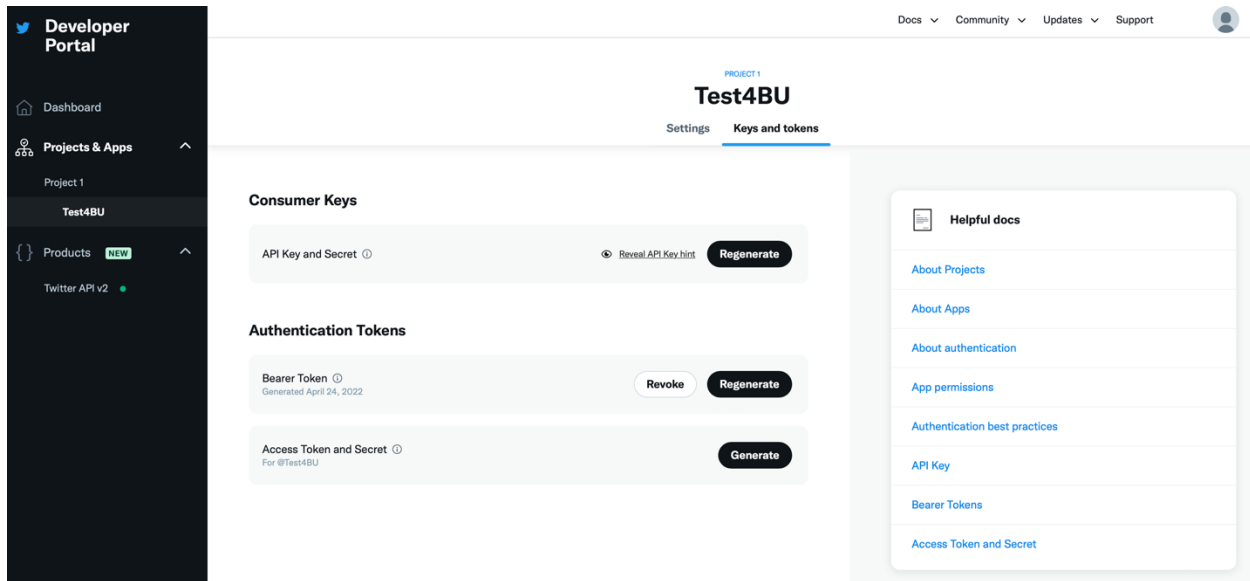 Developer
Portal
Docs
Community
Updates
Support
Dashboard
Projects & Apps
Project 1
Test4BU
Products NEW
Twitter API v2
PROJECT 1
Test4BU
Settings
Keys and tokens
Consumer Keys
API Key and Secret
Reveal API Key hint
Regenerate
Authentication Tokens
Bearer Token
Generated April 24, 2022
Revoke
Regenerate
Access Token and Secret
For @Test4BU
Generate
Helpful docs
About Projects
About Apps
About authentication
App permissions
Authentication best practices
API Key
Bearer Tokens
Access Token and Secret